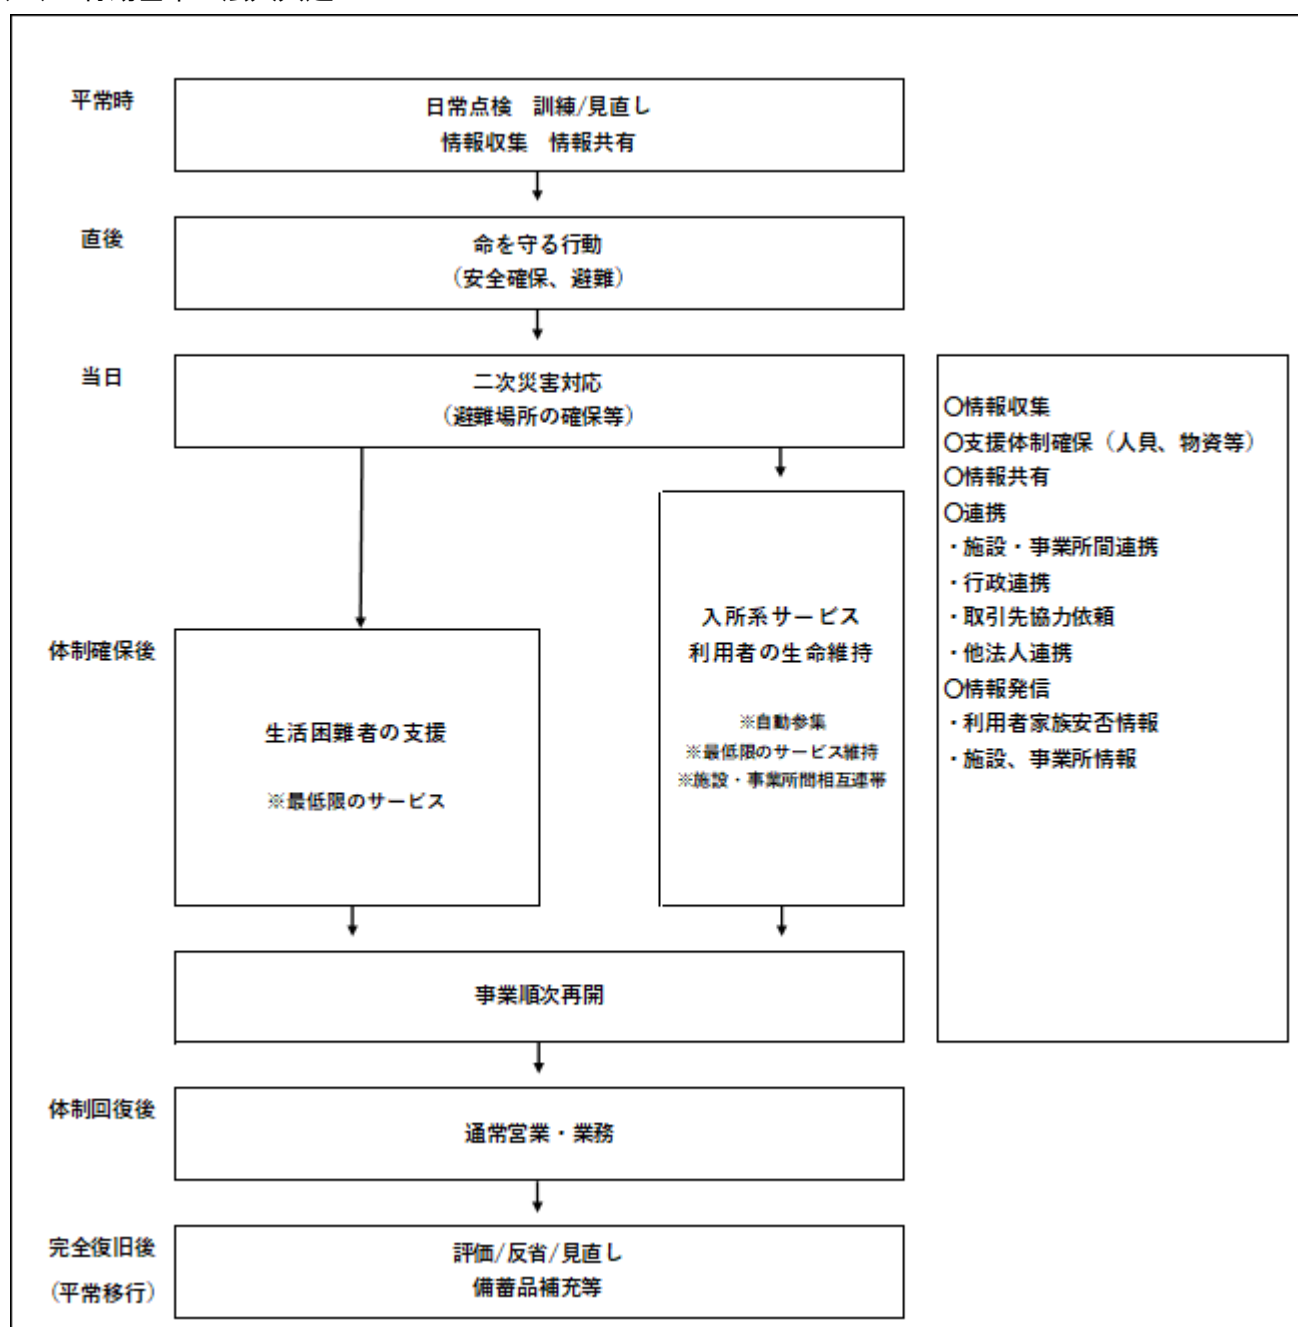 平常時
日常点検　訓練/見直し
情報収集　情報共有
直後
命を守る行動
（安全確保、避難）
当日
二次災害対応
（避難場所の確保等）
〇情報収集
〇支援体制確保（人員、物資等）
〇情報共有
〇連携
・施設・事業所間連携
・行政連携
・取引先協力依頼
・他法人連携
〇情報発信
・利用者家族安否情報
・施設、事業所情報
入所系サービス
利用者の生命維持
※自動参集
※最低限のサービス維持
※施設・事業所間相互連帯
体制確保後
生活困難者の支援
※最低限のサービス
事業順次再開
体制回復後
通常営業・業務
完全復旧後
（平常移行）
評価/反省/見直し
備蓄品補充等